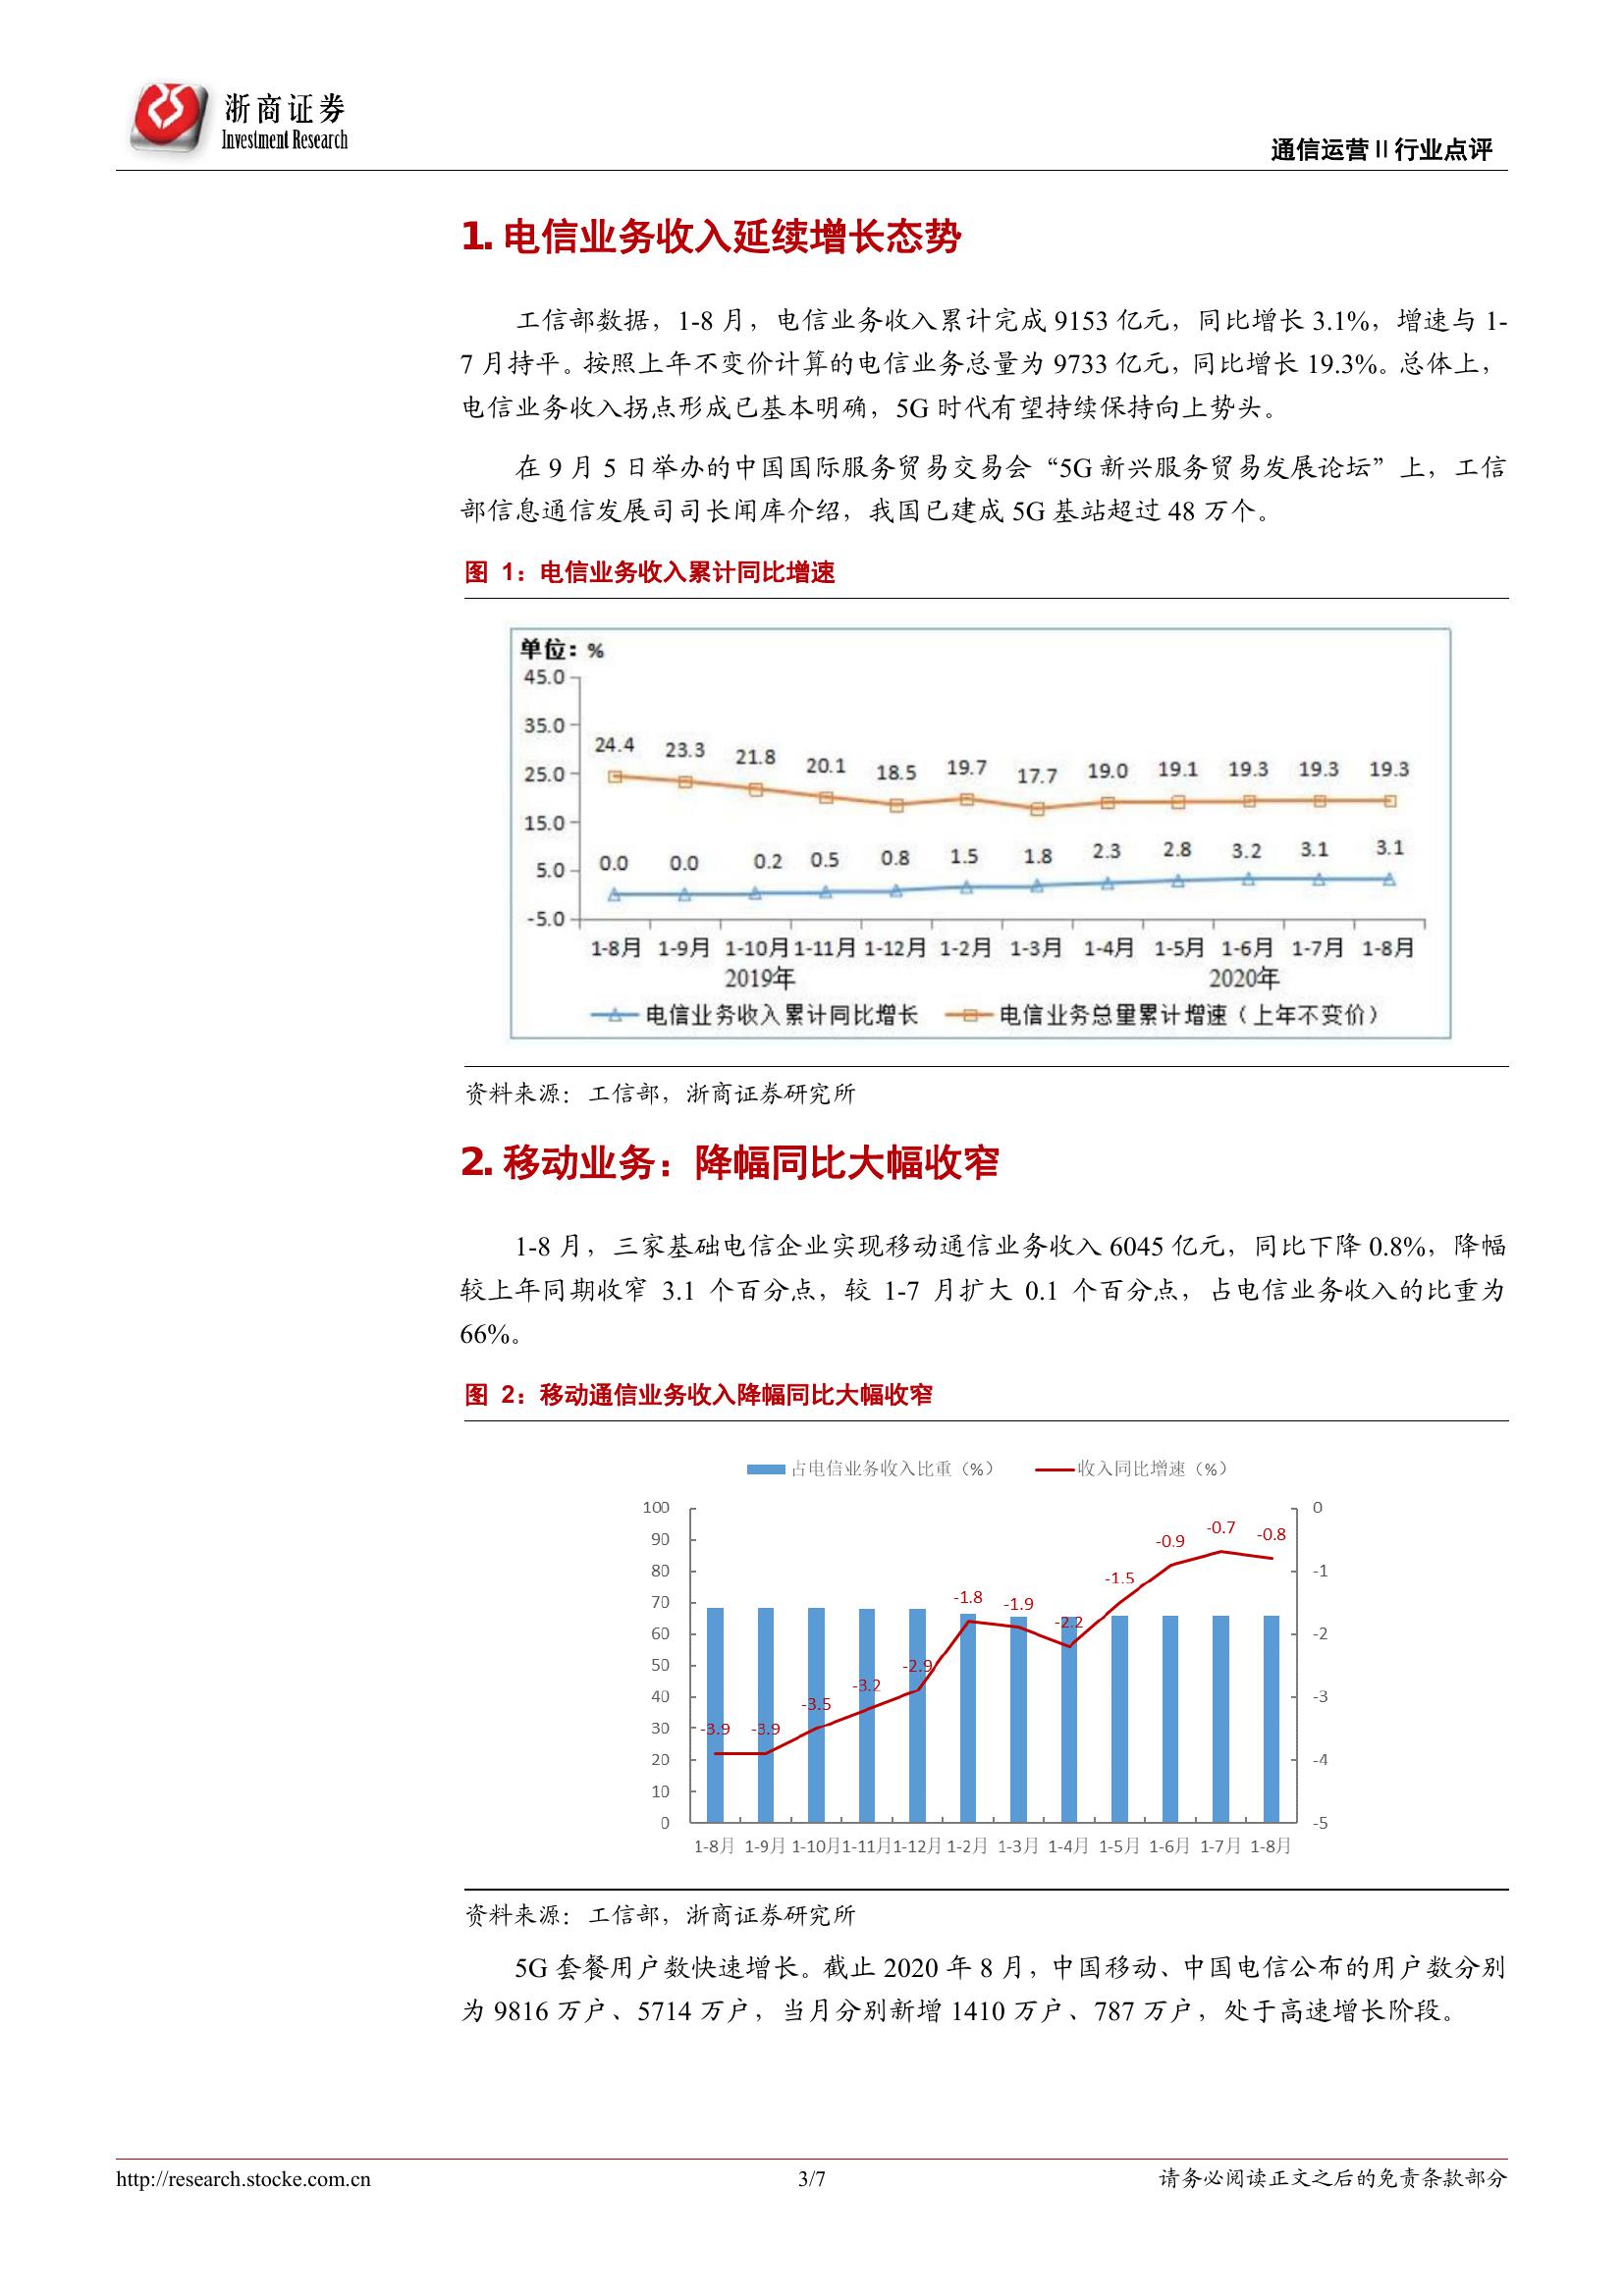 浙商证券
Investment Research
通信运营Ⅱ行业点评
1. 电信业务收入延续增长态势
工信部数据，1-8 月，电信业务收入累计完成 9153 亿元，同比增长 3.1%，增速与 1-
7 月持平。按照上年不变价计算的电信业务总量为 9733 亿元，同比增长 19.3%。总体上，
电信业务收入拐点形成已基本明确，5G 时代有望持续保持向上势头。
在 9 月 5 日举办的中国国际服务贸易交易会“5G 新兴服务贸易发展论坛”上，工信
部信息通信发展司司长闻库介绍，我国已建成 5G 基站超过 48 万个。
图 1：电信业务收入累计同比增速
单位：%
45.0
35.0
25.0
15.0
5.0
-5.0
24.4 23.3 21.8 20.1 18.5 19.7 17.7 19.0 19.1 19.3 19.3 19.3
0.0 0.0 0.2 0.5 0.8 1.5 1.8 2.3 2.8 3.2 3.1 3.1
1-8月 1-9月 1-10月 1-11月 1-12月 1-2月 1-3月 1-4月 1-5月 1-6月 1-7月 1-8月
2019年 2020年
电信业务收入累计同比增长 电信业务总量累计增速（上年不变价）
资料来源：工信部，浙商证券研究所
2. 移动业务：降幅同比大幅收窄
1-8 月，三家基础电信企业实现移动通信业务收入 6045 亿元，同比下降 0.8%，降幅
较上年同期收窄 3.1 个百分点，较 1-7 月扩大 0.1 个百分点，占电信业务收入的比重为
66%。
图 2：移动通信业务收入降幅同比大幅收窄
占电信业务收入比重（%） 收入同比增速（%）
100
90
80
70
60
50
40
30
20
10
0
-3.9 -3.9 -3.5 -3.2 -2.9 -1.8 -1.9 -2.2 -1.5 -0.9 -0.7 -0.8
0
-1
-2
-3
-4
-5
1-8月 1-9月 1-10月 1-11月 1-12月 1-2月 1-3月 1-4月 1-5月 1-6月 1-7月 1-8月
资料来源：工信部，浙商证券研究所
5G 套餐用户数快速增长。截止 2020 年 8 月，中国移动、中国电信公布的用户数分别
为 9816 万户、5714 万户，当月分别新增 1410 万户、787 万户，处于高速增长阶段。
http://research.stocke.com.cn 3/7 请务必阅读正文之后的免责条款部分